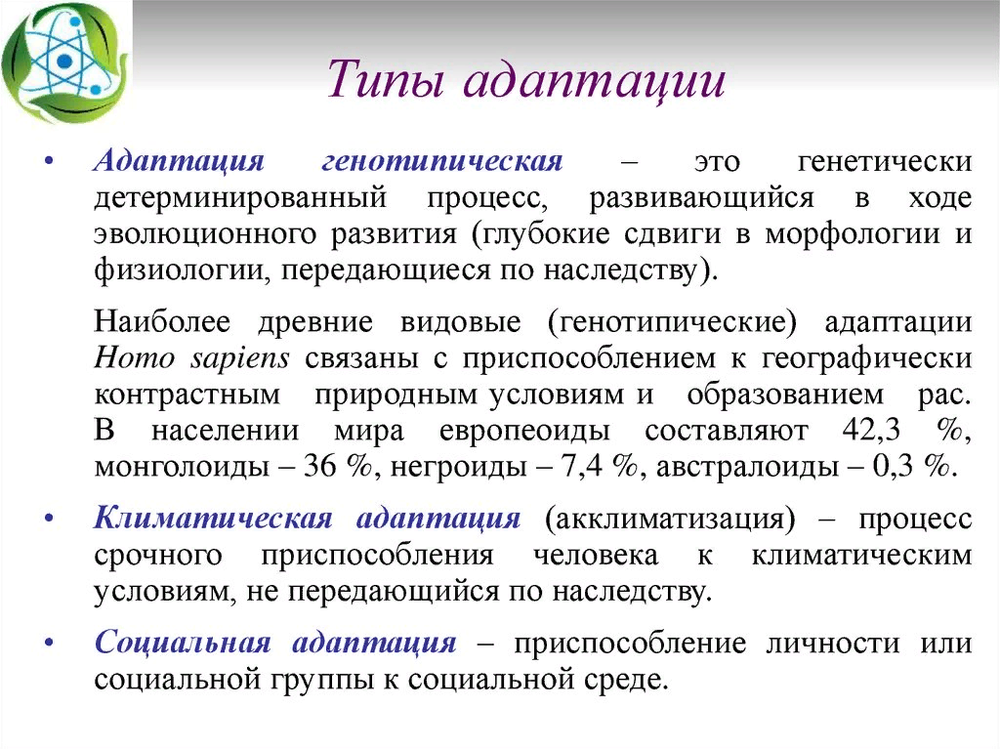 Типы адаптации
• Адаптация генотипическая – это генетически
детерминированный процесс, развивающийся в ходе
эволюционного развития (глубокие сдвиги в морфологии и
физиологии, передающиеся по наследству).
Наиболее древние видовые (генотипические) адаптации
Homo sapiens связаны с приспособлением к географически
контрастным природным условиям и образованием рас.
В населении мира европеоиды составляют 42,3 %,
монголоиды – 36 %, негроиды – 7,4 %, австралоиды – 0,3 %.
• Климатическая адаптация (акклиматизация) – процесс
срочного приспособления человека к климатическим
условиям, не передающийся по наследству.
• Социальная адаптация – приспособление личности или
социальной группы к социальной среде.